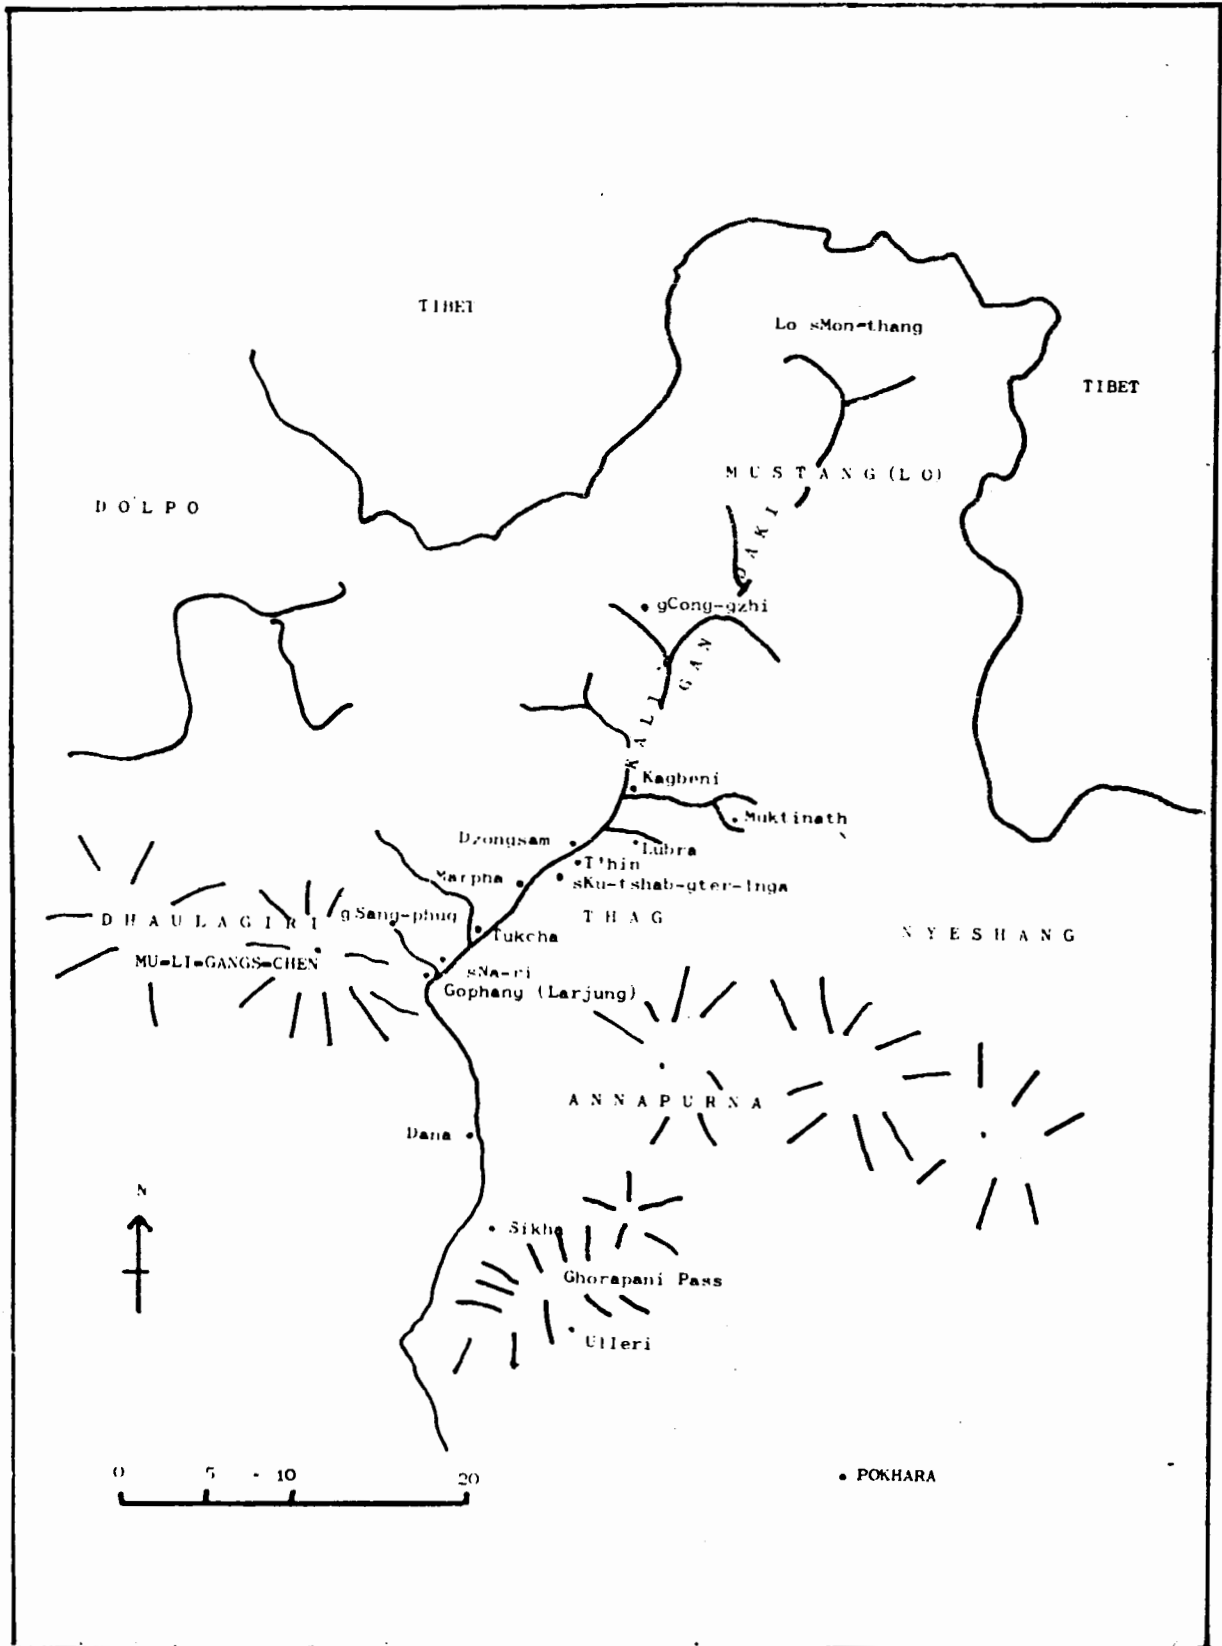 TIBET
Lo sMon-thang
TIBET
MUSTANG (LO)
DOLPO
KALI GANDAKI
gCong-gzhi
Kagbeni
Muktinath
Dzongsam
Lubra
T'hin
Marpha
sKu-tshab-gter-lnga
THAG
DHAULAGIRI
gSang-phug
Tukcha
NYESHANG
MU-LI-GANGS-CHEN
sNa-ri
Gophang (Larjung)
ANNAPURNA
Dana
N
Sikha
Ghorapani Pass
Ulleri
0 5 - 10 20
POKHARA